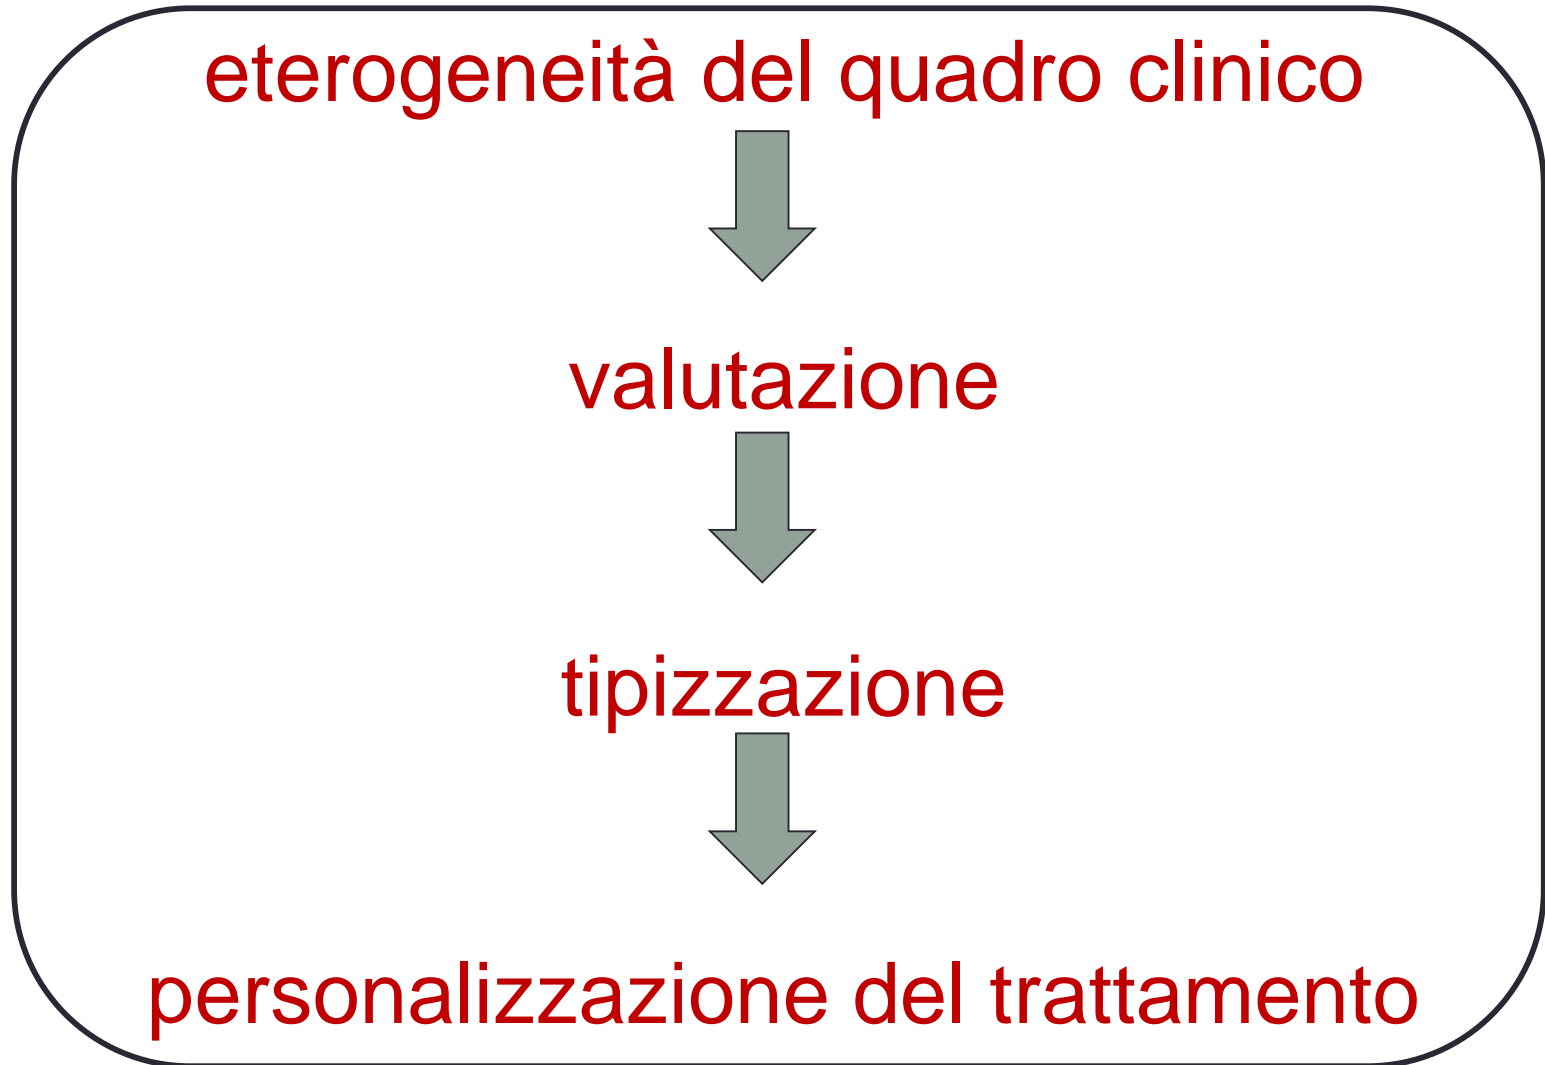 eterogeneità del quadro clinico
valutazione
tipizzazione
personalizzazione del trattamento